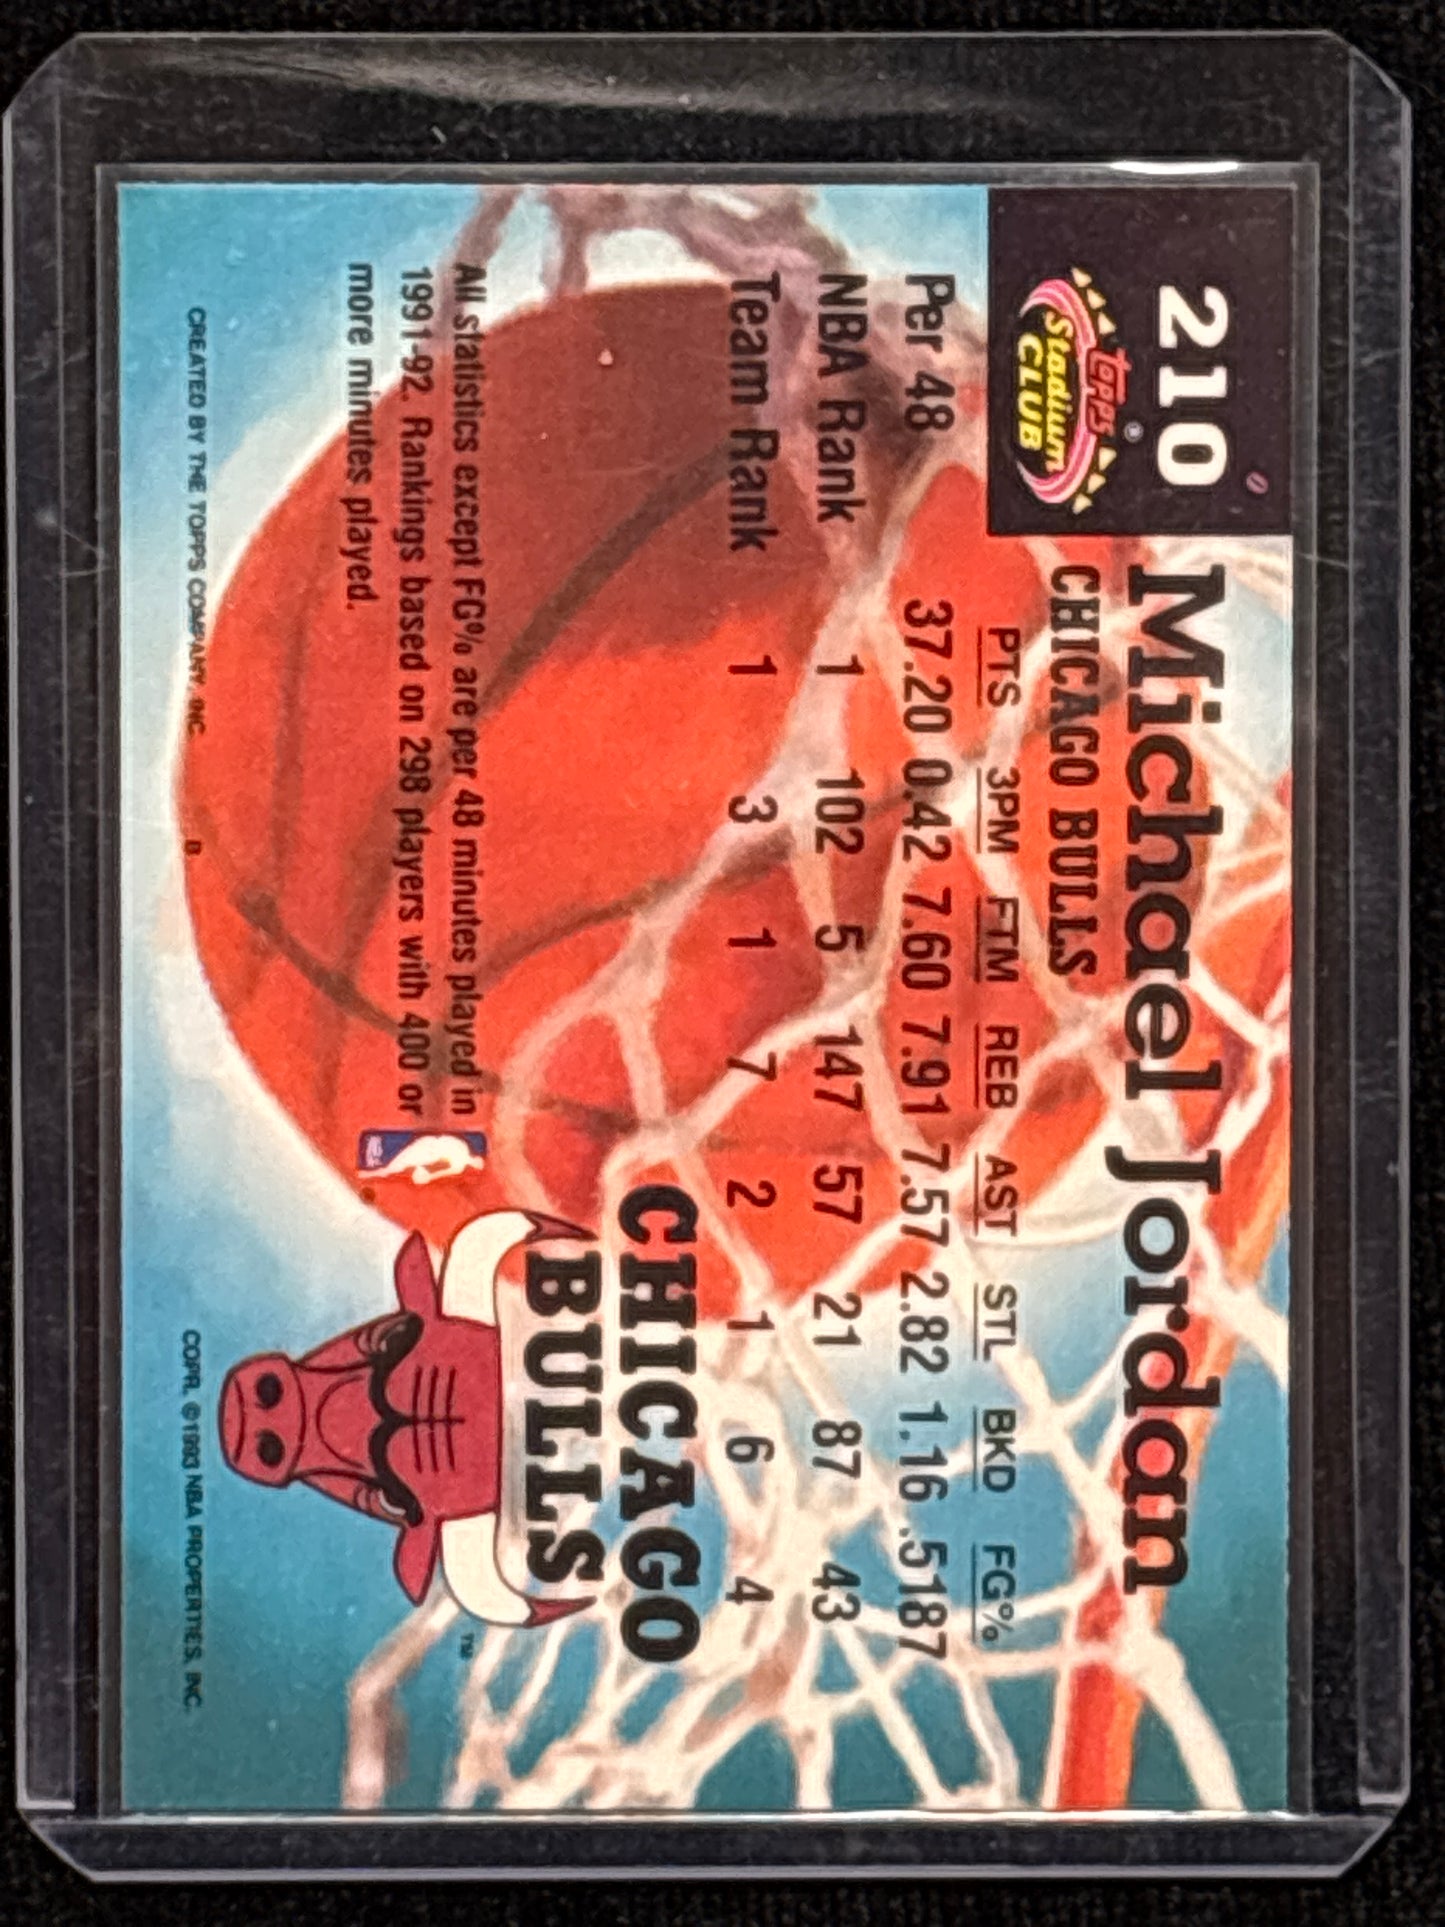 210
topps®
Stadium
CLUB
Michael Jordan
CHICAGO BULLS
PTS 3PM FTM REB AST STL BKD FG%
Per 48 37.20 0.42 7.60 7.91 7.57 2.82 1.16 .5187
NBA Rank 1 102 5 147 57 21 87 43
Team Rank 1 3 1 7 2 1 6 4
CHICAGO
BULLS
TM
All statistics except FG% are per 48 minutes played in
1991-92. Rankings based on 298 players with 400 or
more minutes played.
NBA
CREATED BY THE TOPPS COMPANY, INC. B COPR. ©1993 NBA PROPERTIES, INC.